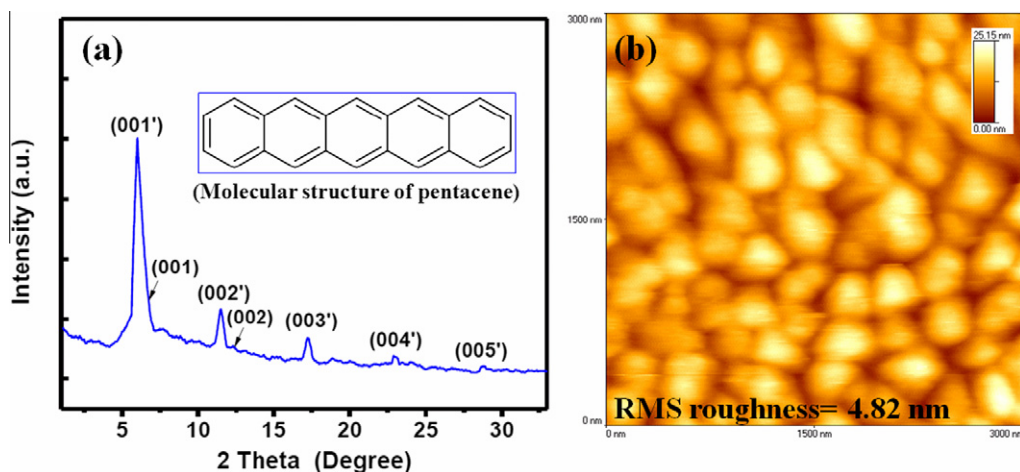 (a)
(001')
(Molecular structure of pentacene)
(001)
(002')
(002)
(003')
(004')
(005')
Intensity (a.u.)
5 10 15 20 25 30
2 Theta (Degree)
(b)
3000 nm
25.15 nm
0.00 nm
1500 nm
RMS roughness= 4.82 nm
0 nm
0 nm 1500 nm 3000 nm